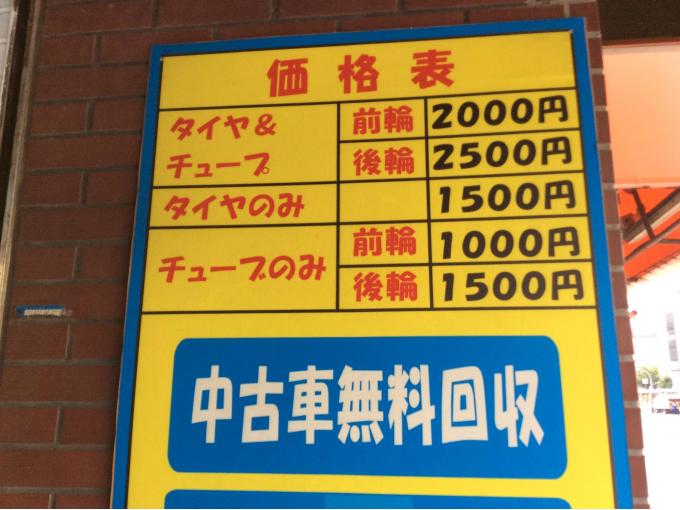 価格表
タイヤ& 前輪 2000円
チューブ 後輪 2500円
タイヤのみ 1500円
チューブのみ 前輪 1000円
後輪 1500円
中古車無料回収